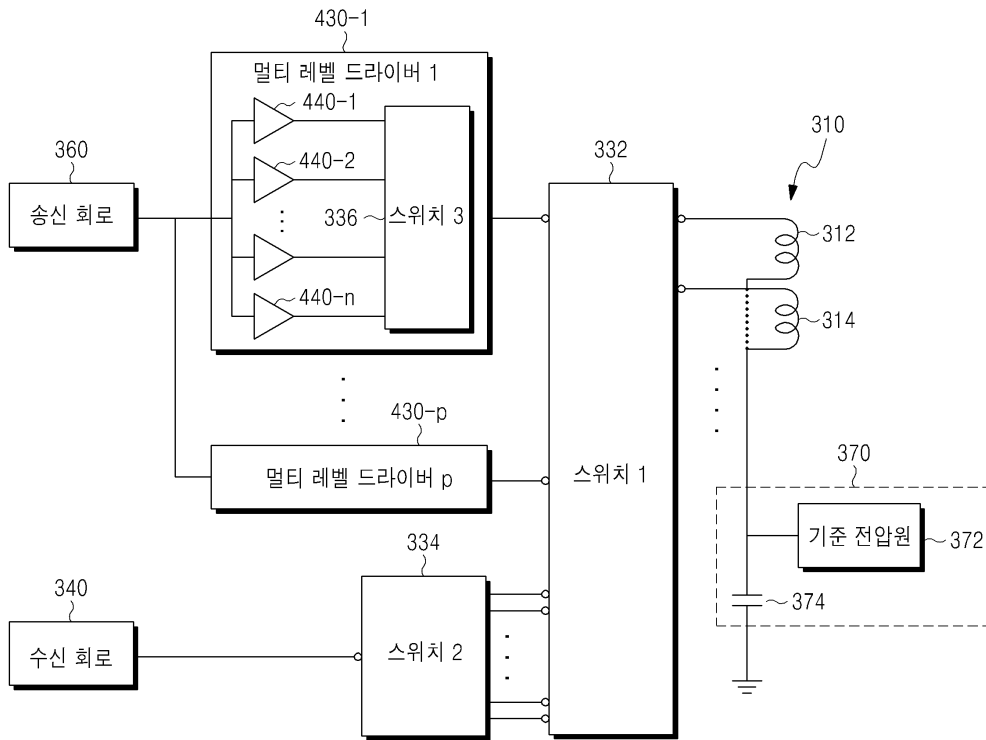 430-1
멀티 레벨 드라이버 1
440-1
440-2
336
스위치 3
440-n
360
송신 회로
332
310
312
314
430-p
멀티 레벨 드라이버 p
스위치 1
370
기준 전압원
372
374
334
340
수신 회로
스위치 2